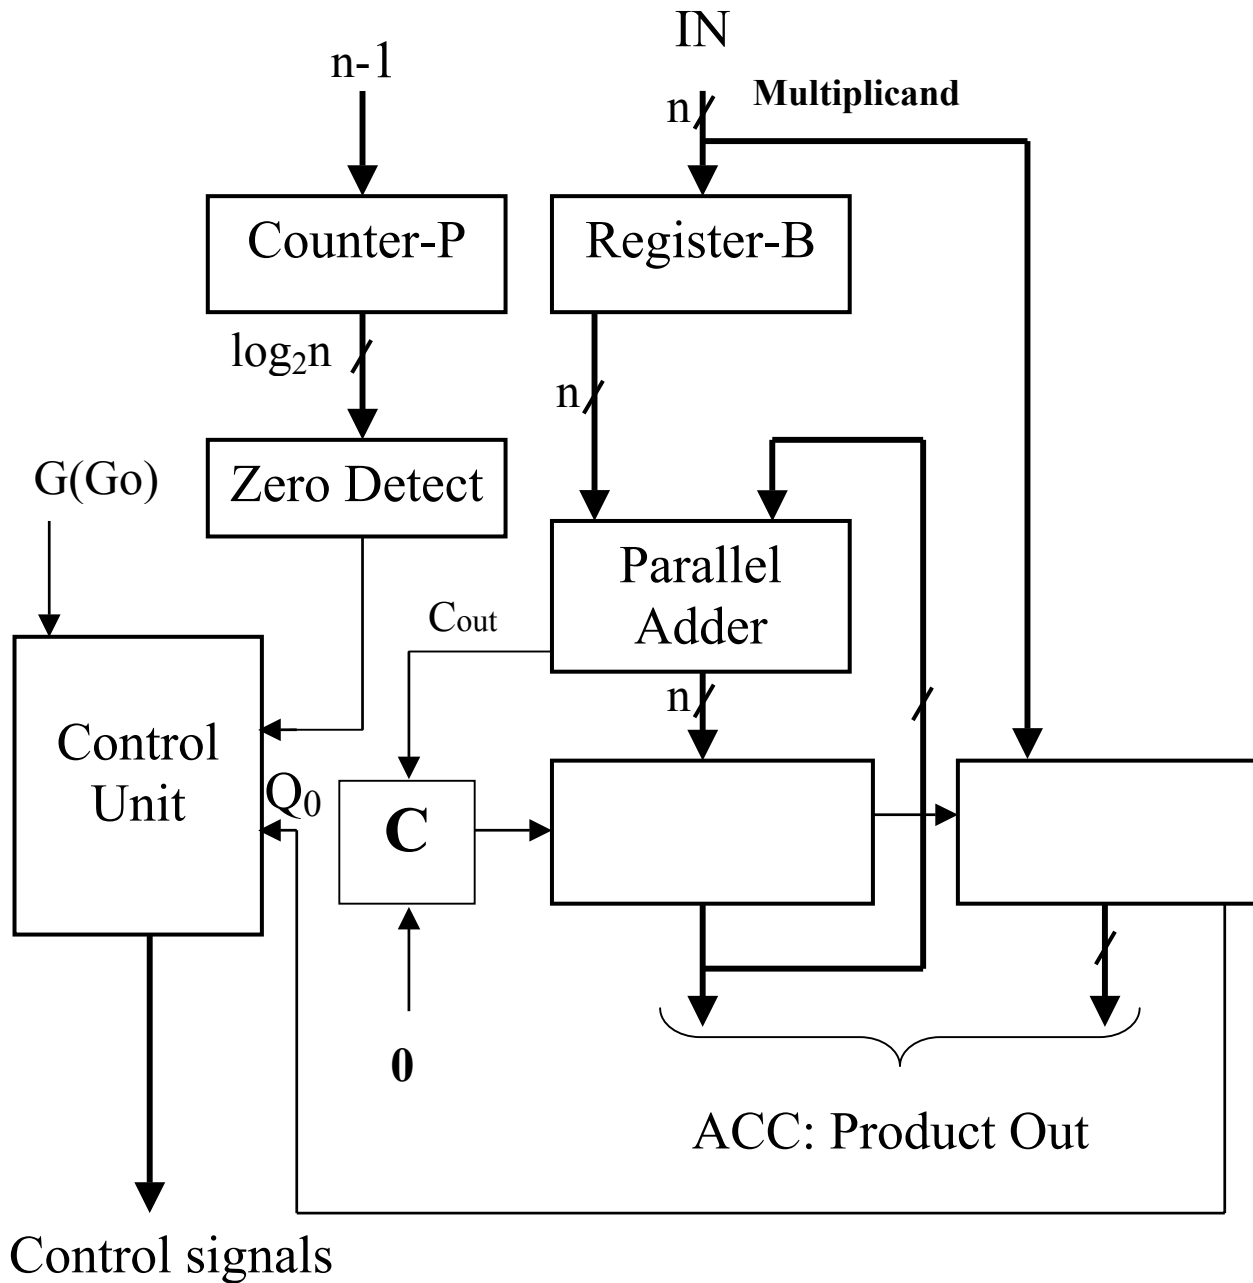 IN
n-1
n
Multiplicand
Counter-P
Register-B
log₂n
n
G(Go)
Zero Detect
Parallel
Adder
Cout
n
Control
Unit
Q₀
C
0
ACC: Product Out
Control signals